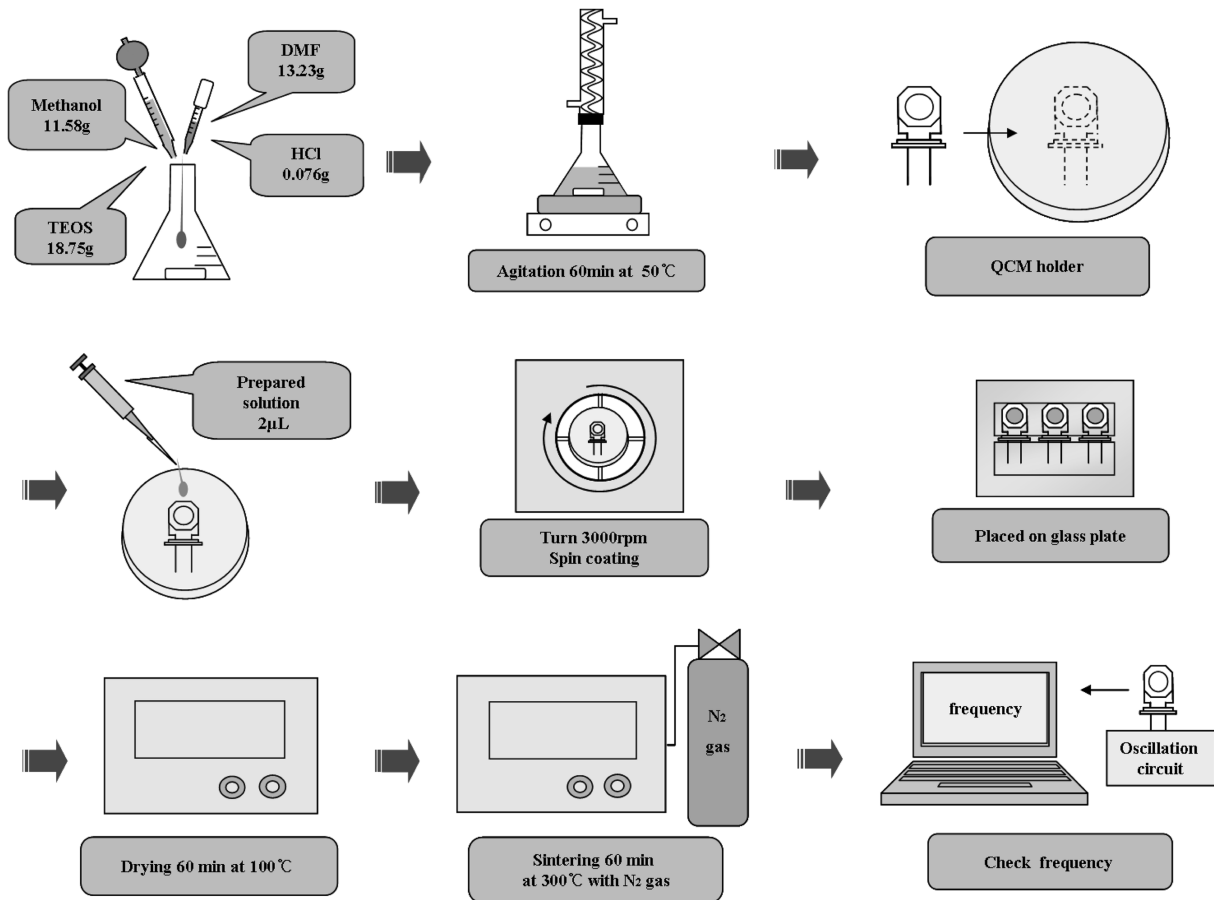 DMF
13.23g
Methanol
11.58g
HCl
0.076g
TEOS
18.75g
Agitation 60min at 50℃
QCM holder
Prepared
solution
2µL
Turn 3000rpm
Spin coating
Placed on glass plate
N₂
gas
frequency
Oscillation
circuit
Drying 60 min at 100℃
Sintering 60 min
at 300℃ with N₂ gas
Check frequency